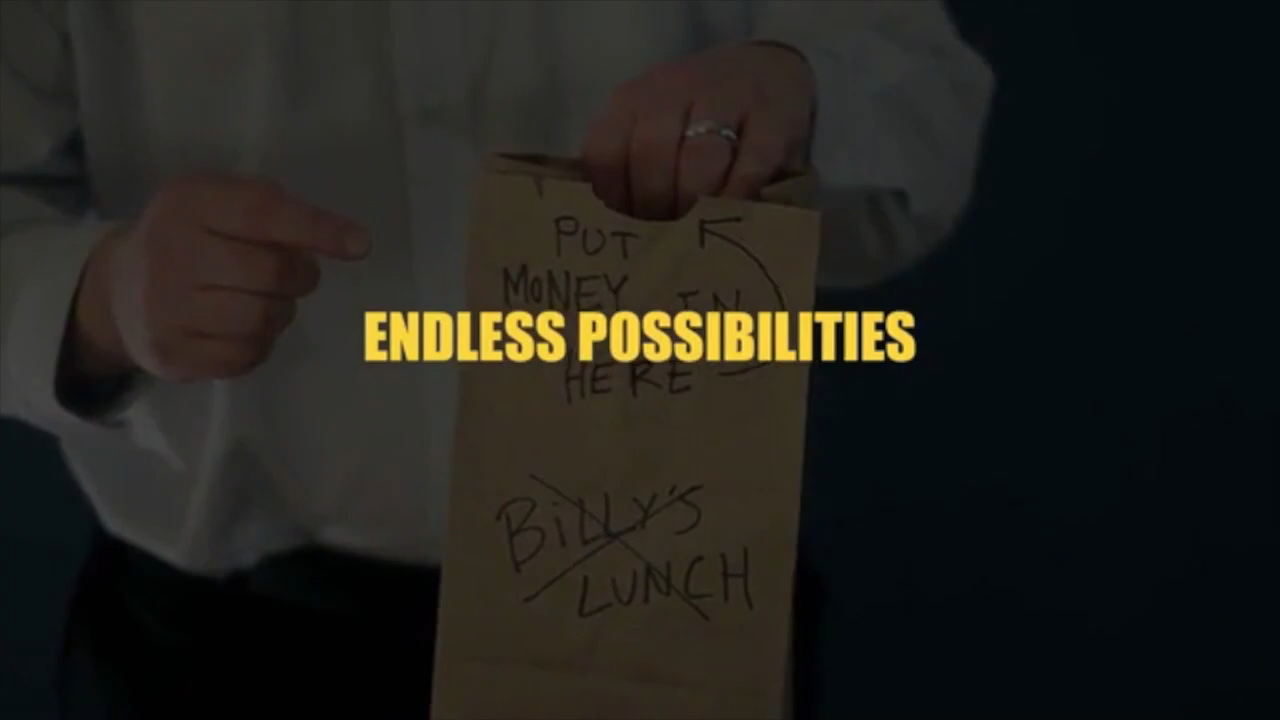 PUT
MONEY IN
ENDLESS POSSIBILITIES
HERE
BiLLY'S
LUNCH